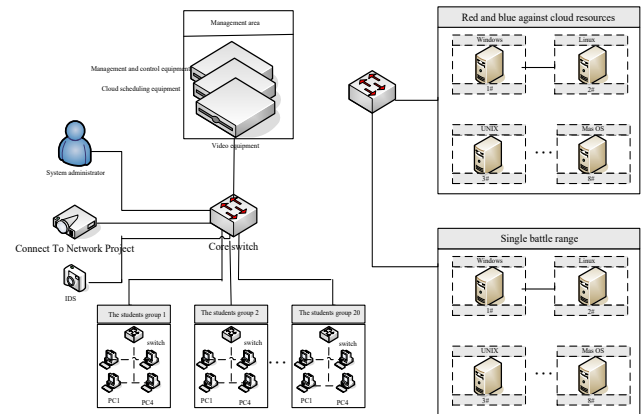 Management area
Management and control equipment
Cloud scheduling equipment
Video equipment
System administrator
Connect To Network Project
Core switch
IDS
The students group 1
switch
PC1
PC4
The students group 2
switch
PC1
PC4
...
The students group 20
switch
PC1
PC4
Red and blue against cloud resources
Windows
1#
Linux
2#
UNIX
3#
...
Mas OS
8#
Single battle range
Windows
1#
Linux
2#
UNIX
3#
...
Mas OS
8#